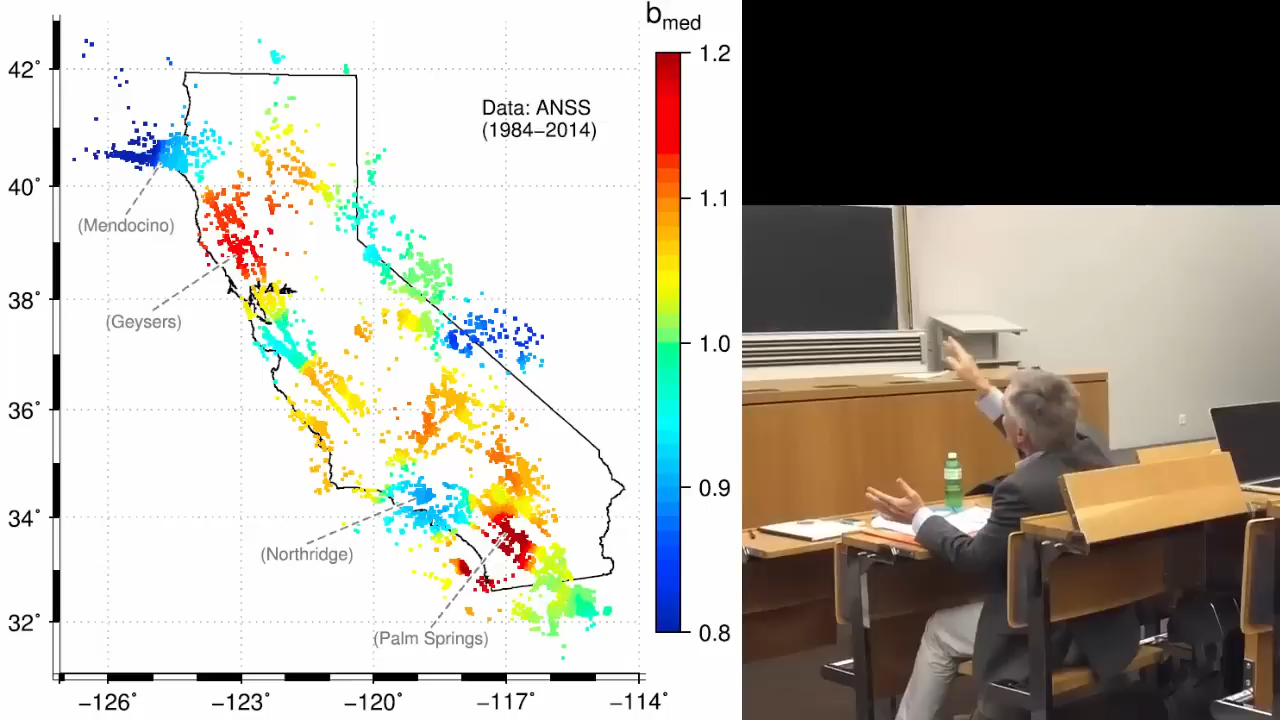 b_med
1.2
42°
Data: ANSS
(1984−2014)
40°
1.1
(Mendocino)
38°
(Geysers)
1.0
36°
0.9
34°
(Northridge)
32°
(Palm Springs)
0.8
−126°
−123°
−120°
−117°
−114°